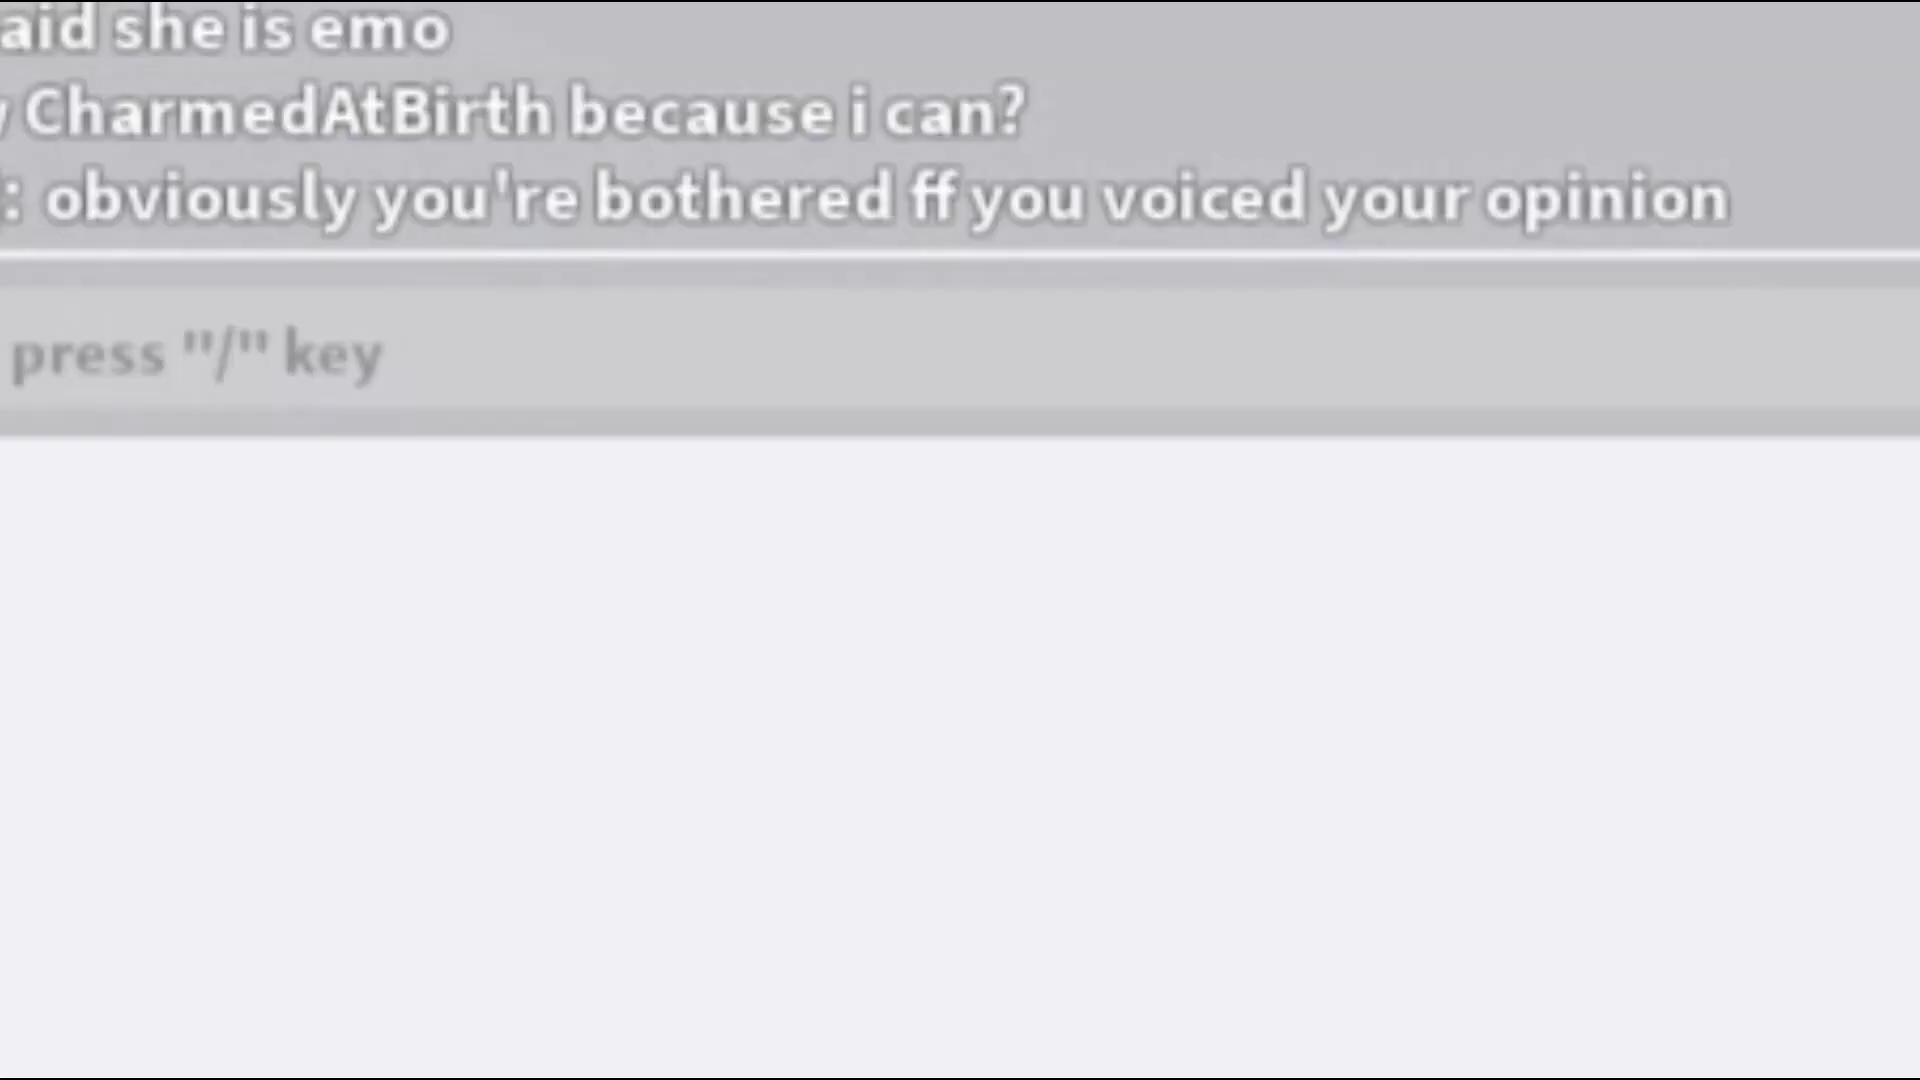 aid she is emo
CharmedAtBirth because i can?
: obviously you're bothered ff you voiced your opinion
press "/" key